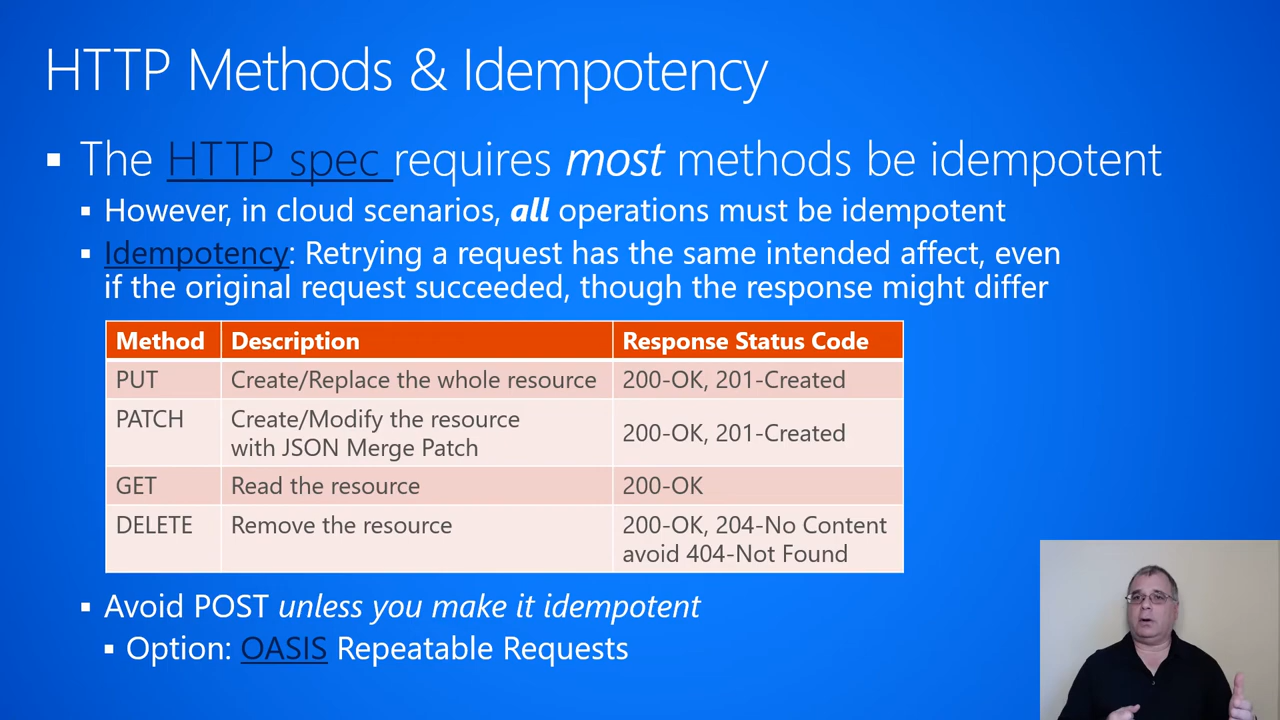 HTTP Methods & Idempotency
The HTTP spec requires most methods be idempotent
However, in cloud scenarios, all operations must be idempotent
Idempotency: Retrying a request has the same intended affect, even
if the original request succeeded, though the response might differ
Method Description Response Status Code
PUT Create/Replace the whole resource 200-OK, 201-Created
PATCH Create/Modify the resource
with JSON Merge Patch 200-OK, 201-Created
GET Read the resource 200-OK
DELETE Remove the resource 200-OK, 204-No Content
avoid 404-Not Found
Avoid POST unless you make it idempotent
Option: OASIS Repeatable Requests